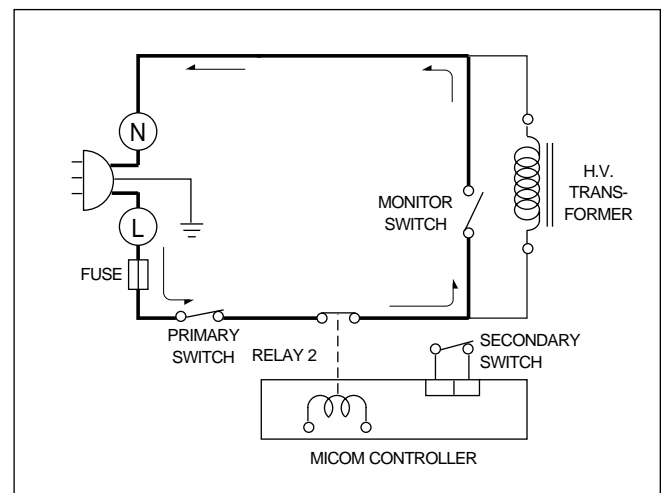 N
H.V.
TRANS-
FORMER
MONITOR
SWITCH
L
FUSE
PRIMARY
SWITCH
RELAY 2
SECONDARY
SWITCH
MICOM CONTROLLER